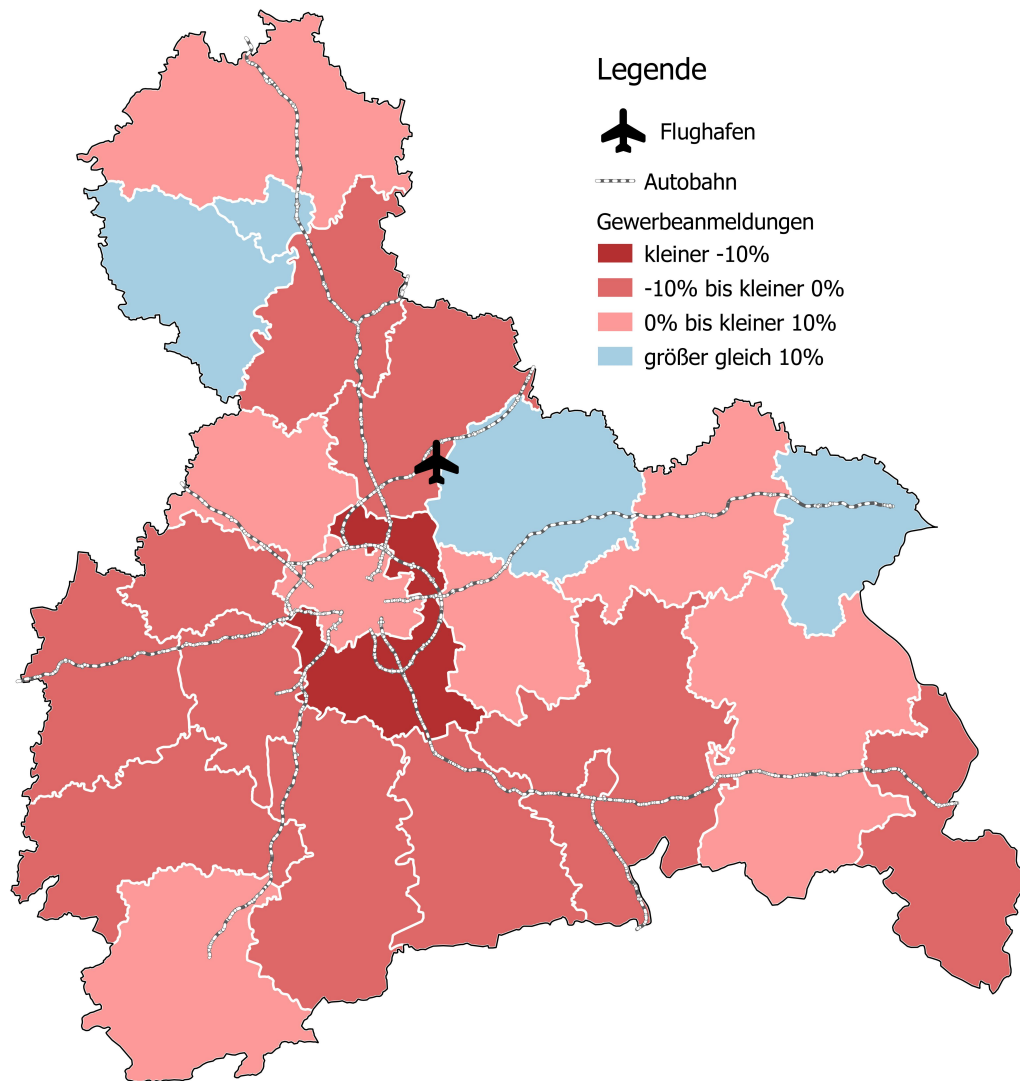 Legende
Flughafen
Autobahn
Gewerbeanmeldungen
kleiner -10%
-10% bis kleiner 0%
0% bis kleiner 10%
größer gleich 10%